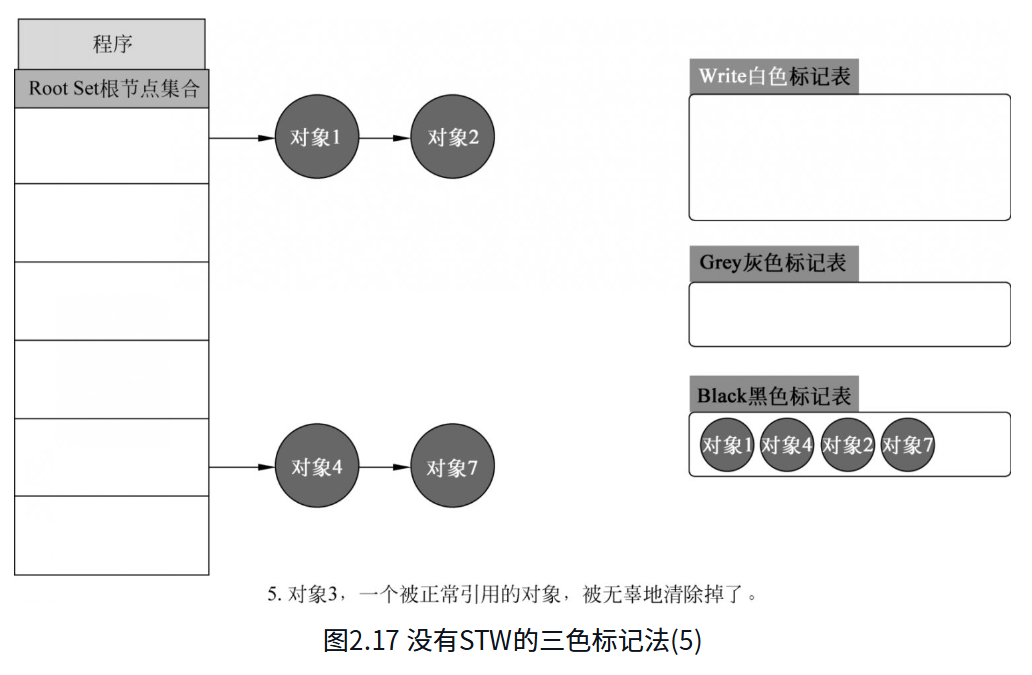 程序
Root Set根节点集合
对象1
对象2
对象4
对象7
Write白色标记表
Grey灰色标记表
Black黑色标记表
对象1 对象4 对象2 对象7
5. 对象3，一个被正常引用的对象，被无辜地清除掉了。
图2.17 没有STW的三色标记法(5)